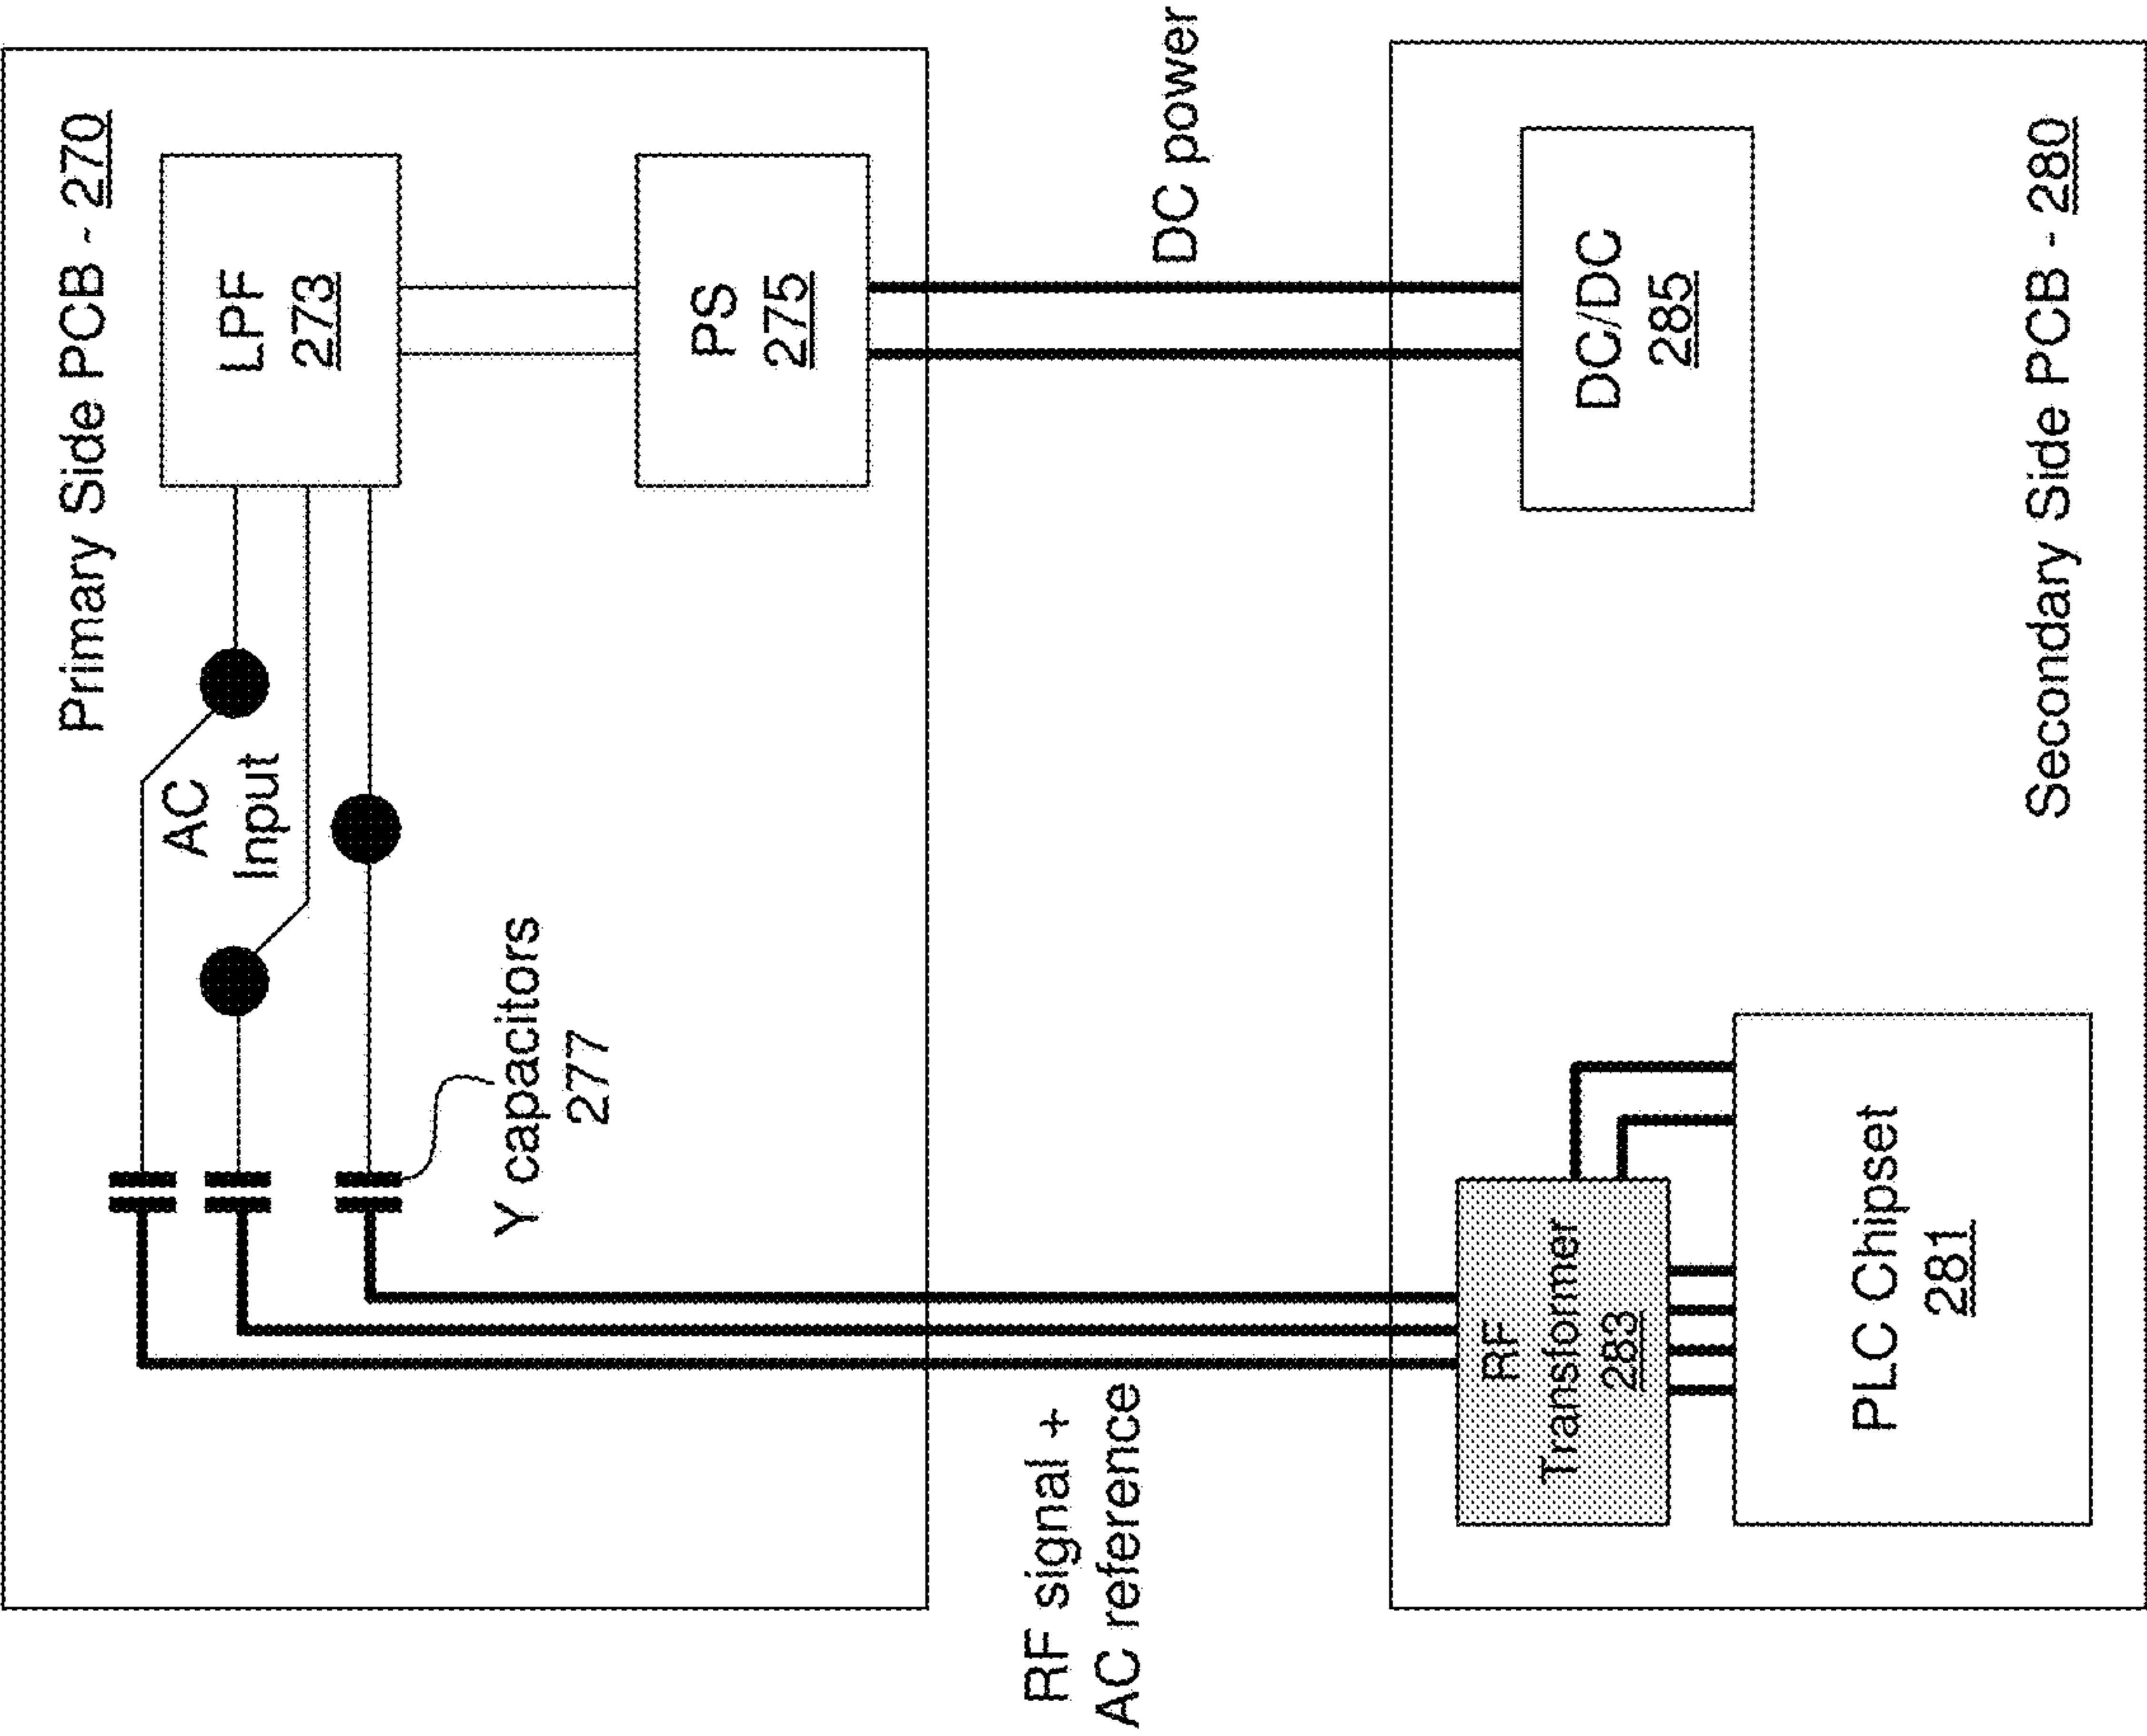 Primary Side PCB - 270
AC
Input
LPF
273
Y capacitors
277
PS
275
RF signal +
AC reference
DC power
RF
Transformer
283
DC/DC
285
PLC Chipset
281
Secondary Side PCB - 280